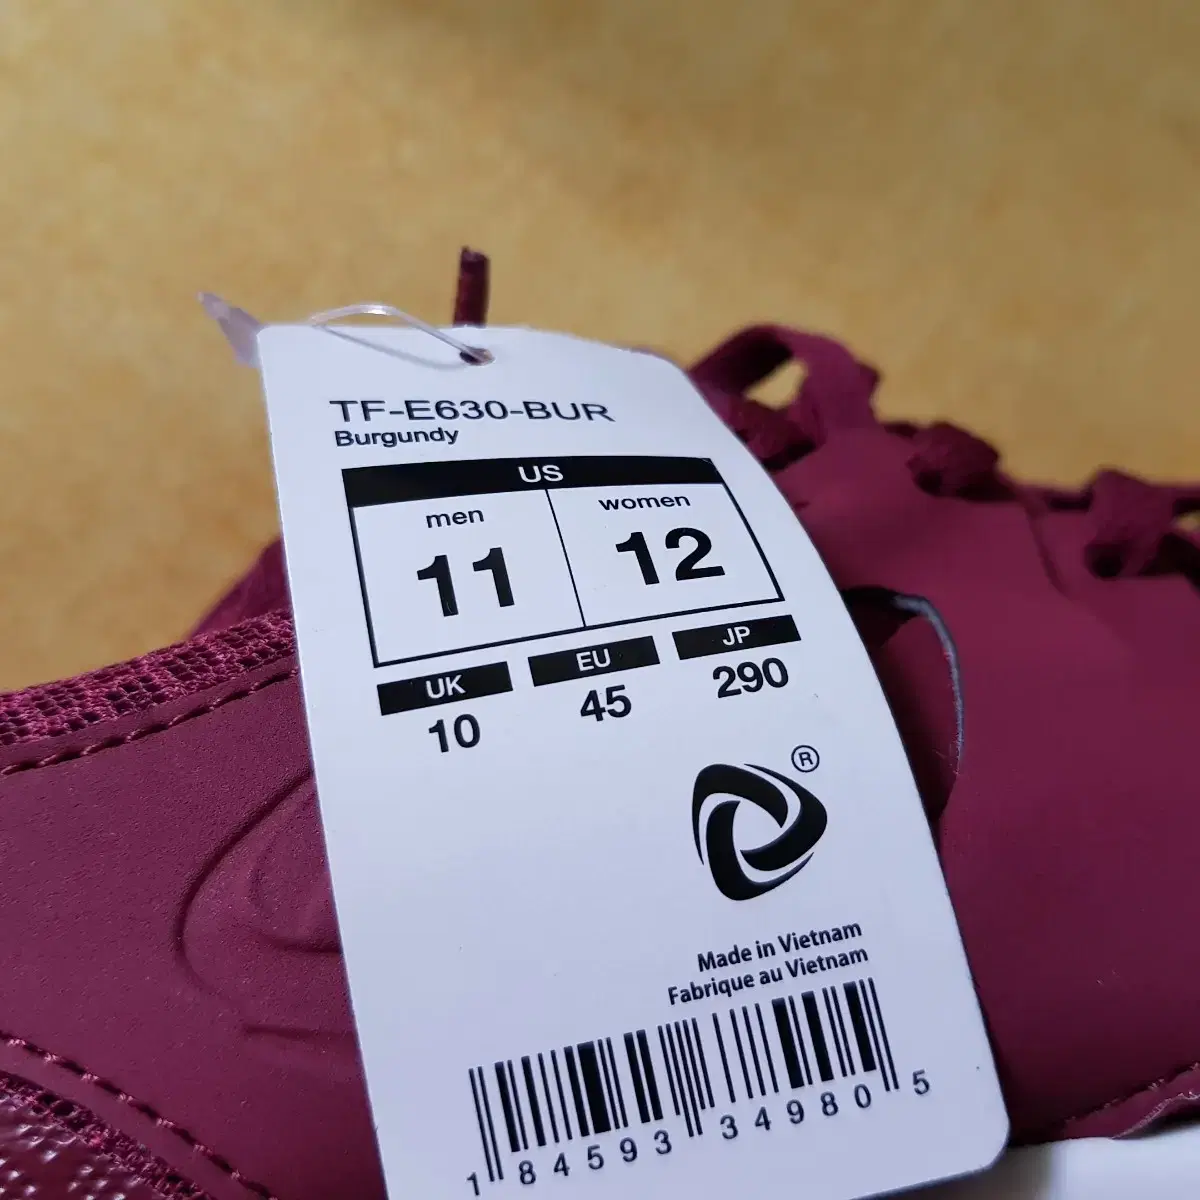 TF-E630-BUR
Burgundy
US
men women
11 12
UK EU JP
10 45 290
®
Made in Vietnam
Fabrique au Vietnam
1 84593 34980 5